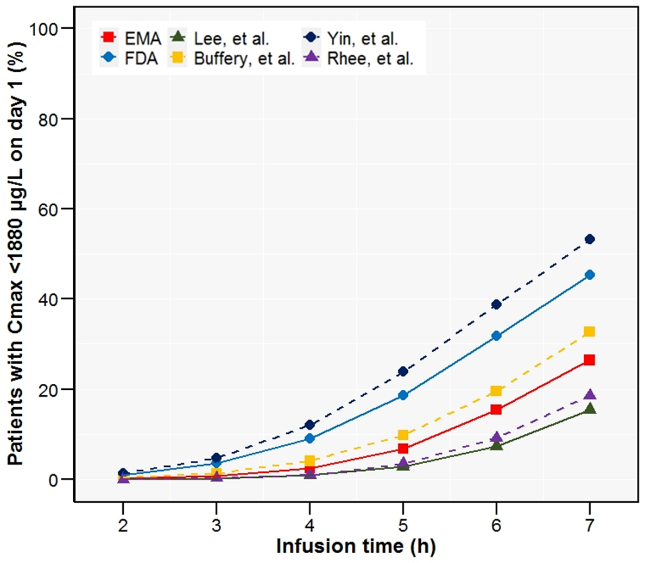 Patients with Cmax <1880 µg/L on day 1 (%)
100
80
60
40
20
0
EMA Lee, et al. Yin, et al.
FDA Buffery, et al. Rhee, et al.
2 3 4 5 6 7
Infusion time (h)